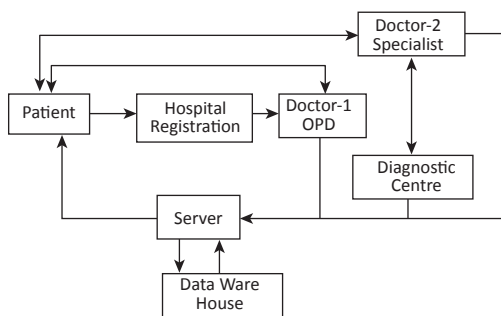 Doctor-2
Specialist
Patient
Hospital
Registration
Doctor-1
OPD
Diagnostic
Centre
Server
Data Ware
House